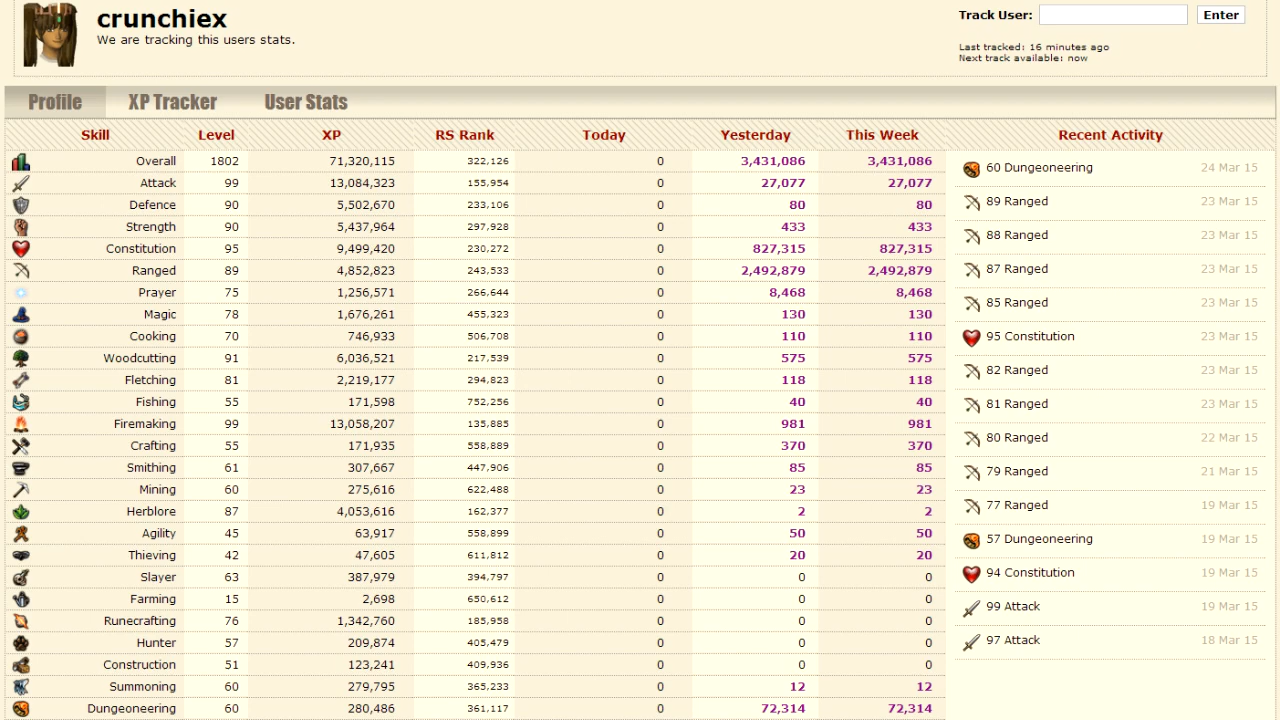 crunchiex
We are tracking this users stats.
Track User: Enter
Last tracked: 16 minutes ago
Next track available: now
Profile XP Tracker User Stats
Skill Level XP RS Rank Today Yesterday This Week Recent Activity
Overall 1802 71,320,115 322,126 0 3,431,086 3,431,086
Attack 99 13,084,323 155,954 0 27,077 27,077
Defence 90 5,502,670 233,106 0 80 80
Strength 90 5,437,964 297,928 0 433 433
Constitution 95 9,499,420 230,272 0 827,315 827,315
Ranged 89 4,852,823 243,533 0 2,492,879 2,492,879
Prayer 75 1,256,571 266,644 0 8,468 8,468
Magic 78 1,676,261 455,323 0 130 130
Cooking 70 746,933 506,708 0 110 110
Woodcutting 91 6,036,521 217,539 0 575 575
Fletching 81 2,219,177 294,823 0 118 118
Fishing 55 171,598 752,256 0 40 40
Firemaking 99 13,058,207 135,885 0 981 981
Crafting 55 171,935 558,889 0 370 370
Smithing 61 307,667 447,906 0 85 85
Mining 60 275,616 622,488 0 23 23
Herblore 87 4,053,616 162,377 0 2 2
Agility 45 63,917 558,899 0 50 50
Thieving 42 47,605 611,812 0 20 20
Slayer 63 387,979 394,797 0 0 0
Farming 15 2,698 650,612 0 0 0
Runecrafting 76 1,342,760 185,958 0 0 0
Hunter 57 209,874 405,479 0 0 0
Construction 51 123,241 409,936 0 0 0
Summoning 60 279,795 365,233 0 12 12
Dungeoneering 60 280,486 361,117 0 72,314 72,314
60 Dungeoneering 24 Mar 15
89 Ranged 23 Mar 15
88 Ranged 23 Mar 15
87 Ranged 23 Mar 15
85 Ranged 23 Mar 15
95 Constitution 23 Mar 15
82 Ranged 23 Mar 15
81 Ranged 23 Mar 15
80 Ranged 22 Mar 15
79 Ranged 21 Mar 15
77 Ranged 19 Mar 15
57 Dungeoneering 19 Mar 15
94 Constitution 19 Mar 15
99 Attack 19 Mar 15
97 Attack 18 Mar 15